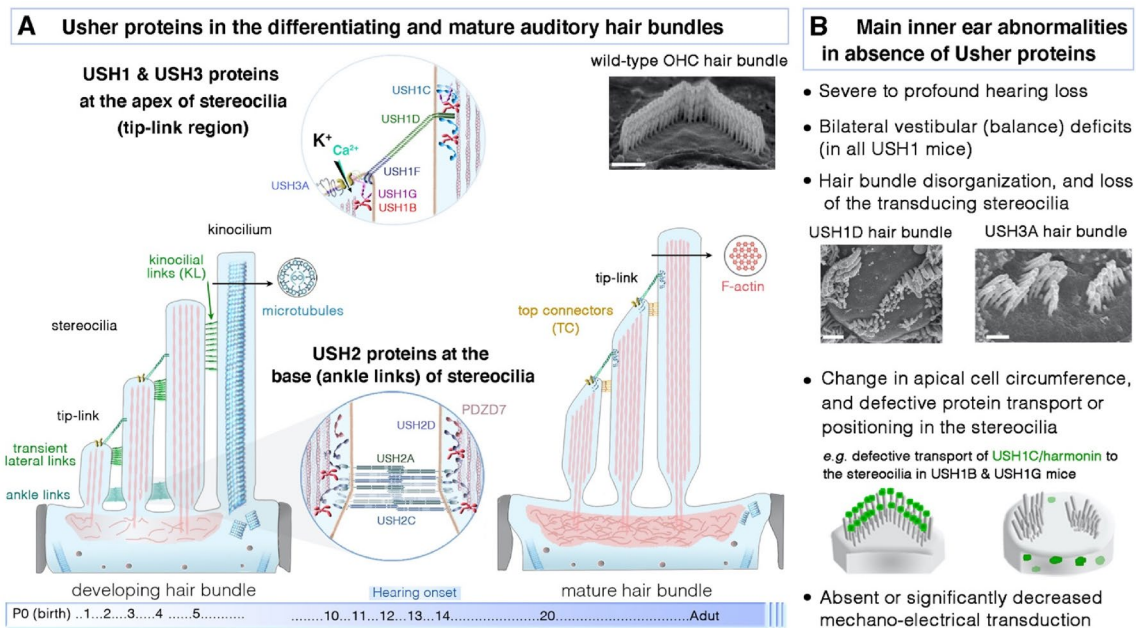 A Usher proteins in the differentiating and mature auditory hair bundles
USH1 & USH3 proteins
at the apex of stereocilia
(tip-link region)
USH1C
USH1D
K+
Ca2+
USH1F
USH3A
USH1G
USH1B
wild-type OHC hair bundle
kinocilium
kinocilial
links (KL)
microtubules
stereocilia
tip-link
transient
lateral links
ankle links
USH2 proteins at the
base (ankle links) of stereocilia
PDZD7
USH2D
USH2A
USH2C
tip-link
F-actin
top connectors
(TC)
developing hair bundle
Hearing onset
mature hair bundles
P0 (birth) ..1...2....3....4 ......5.......... ........10...11....12....13...14......................20.................................Adut
B Main inner ear abnormalities
in absence of Usher proteins
• Severe to profound hearing loss
• Bilateral vestibular (balance) deficits
(in all USH1 mice)
• Hair bundle disorganization, and loss
of the transducing stereocilia
USH1D hair bundle
USH3A hair bundle
• Change in apical cell circumference,
and defective protein transport or
positioning in the stereocilia
e.g. defective transport of USH1C/harmonin to
the stereocilia in USH1B & USH1G mice
• Absent or significantly decreased
mechano-electrical transduction